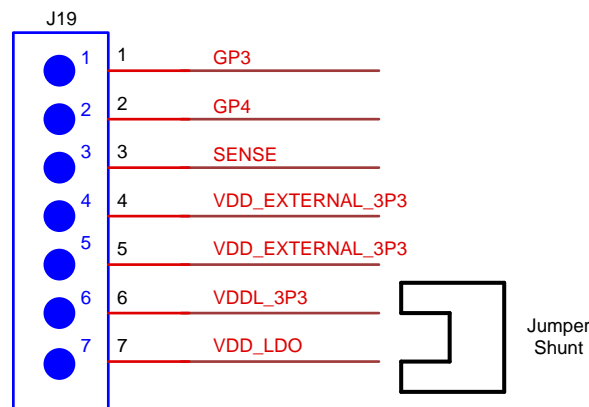 J19
1 1 GP3
2 2 GP4
3 3 SENSE
4 4 VDD_EXTERNAL_3P3
5 5 VDD_EXTERNAL_3P3
6 6 VDDL_3P3
7 7 VDD_LDO
Jumper
Shunt